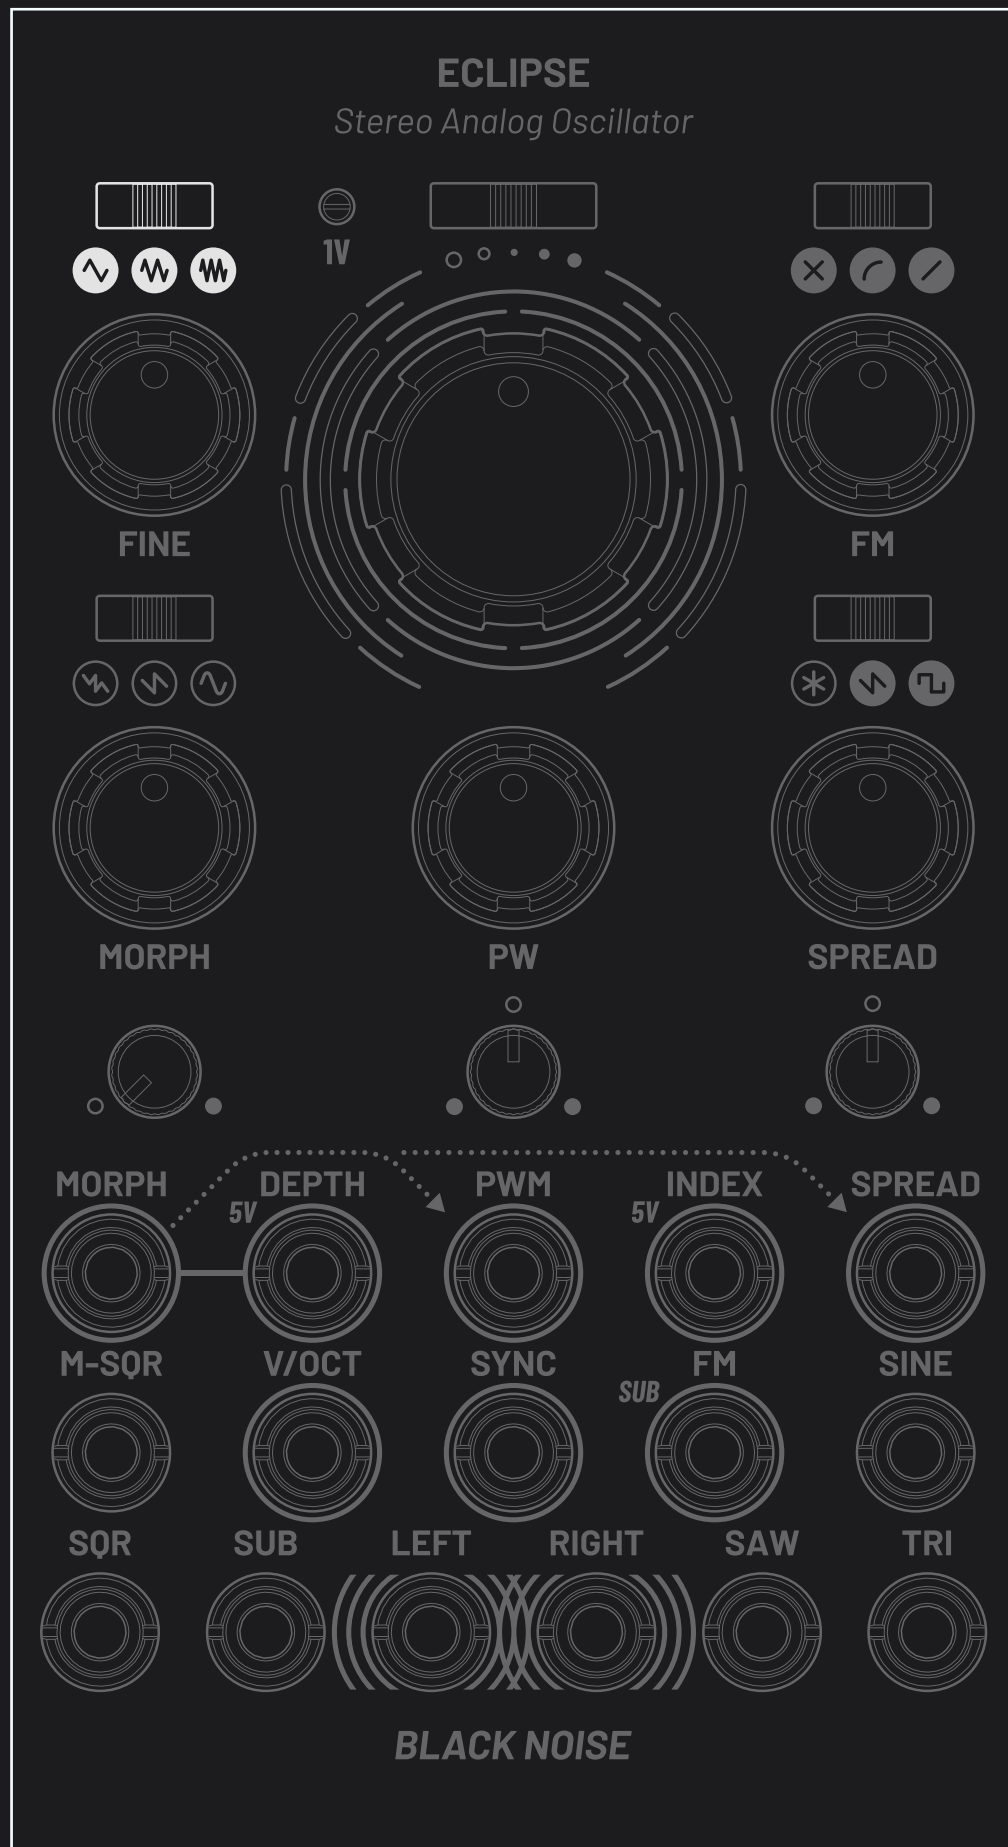 ECLIPSE
Stereo Analog Oscillator
1V
FINE
FM
MORPH
PW
SPREAD
MORPH
DEPTH
PWM
INDEX
SPREAD
5V
5V
M-SQR
V/OCT
SYNC
FM
SINE
SUB
SQR
SUB
LEFT
RIGHT
SAW
TRI
BLACK NOISE